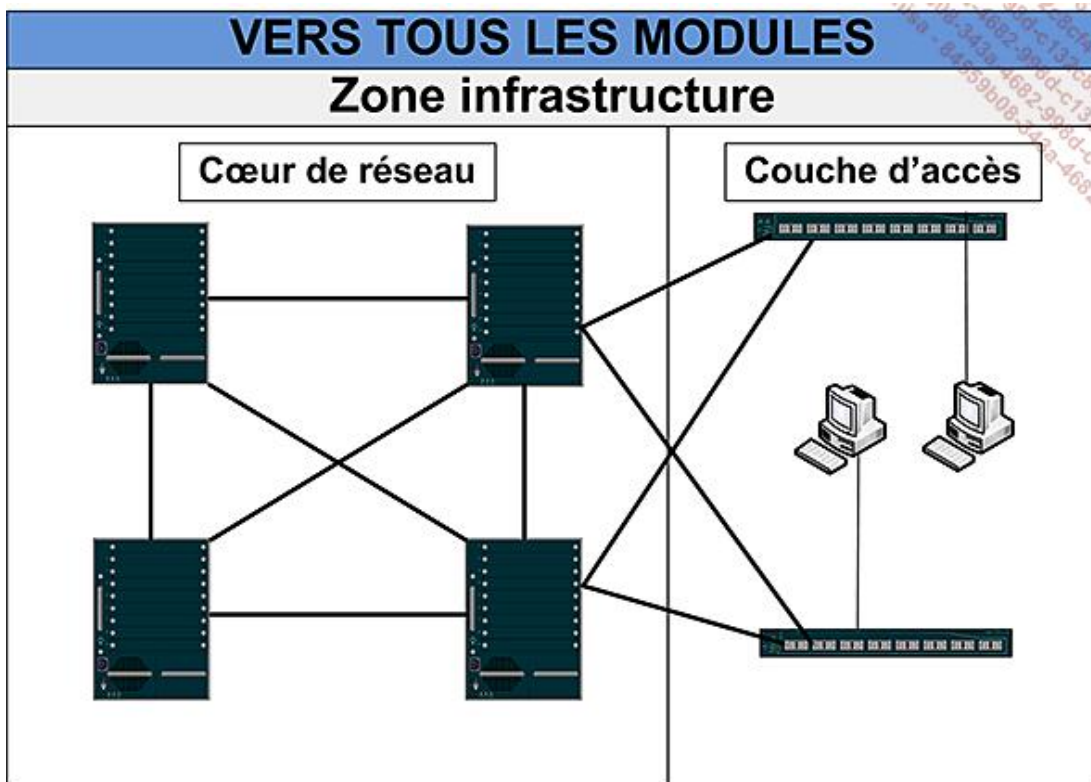 VERS TOUS LES MODULES
Zone infrastructure
Cœur de réseau
Couche d'accès